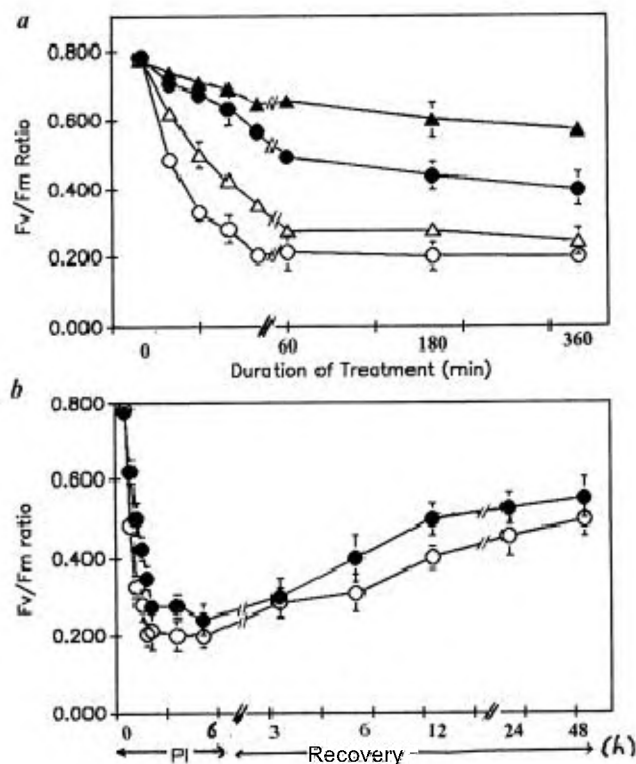 a
0.800
0.600
0.400
0.200
0.000
Fv/Fm Ratio
0 60 180 360
Duration of Treatment (min)
b
0.800
0.600
0.400
0.200
0.000
Fv/Fm ratio
0 6 3 6 12 24 48 (h)
PI Recovery